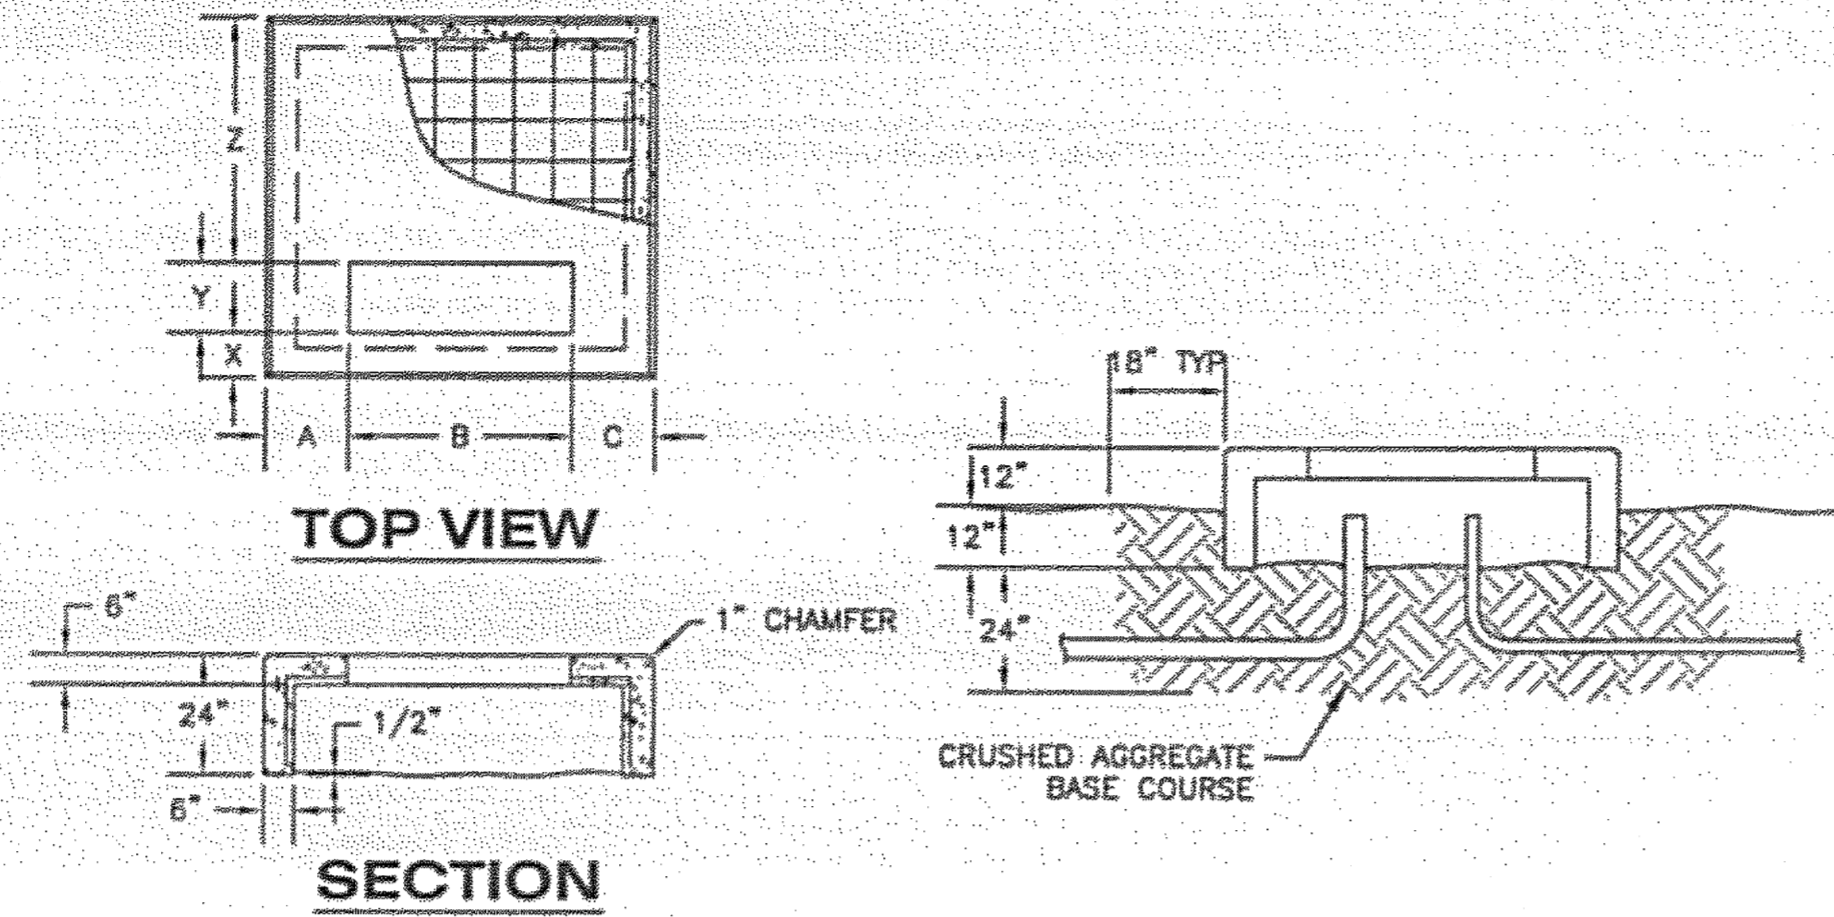 Z
Y
X
A B C
TOP VIEW
6"
1" CHAMFER
24"
1/2"
6"
SECTION
18" TYP
12"
12"
24"
CRUSHED AGGREGATE
BASE COURSE